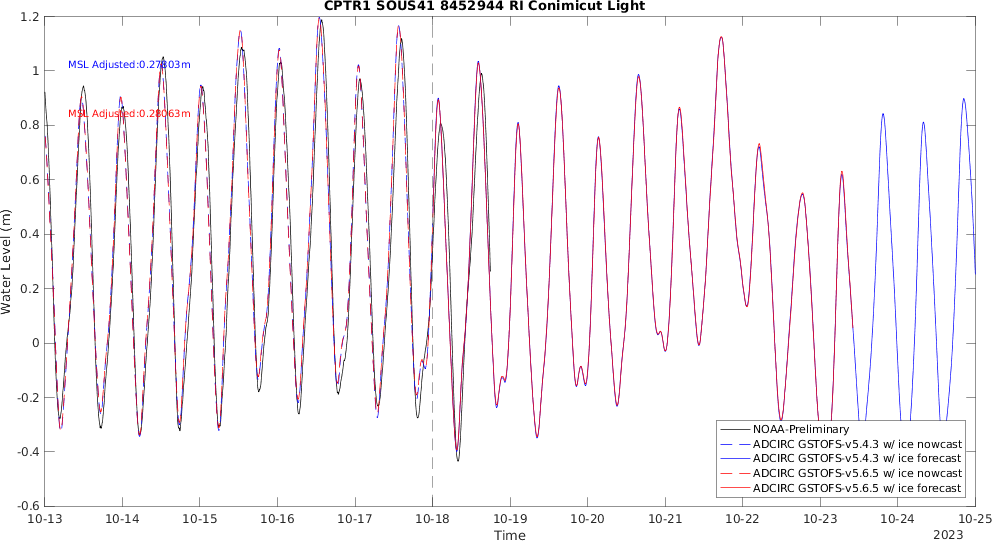 CPTR1 SOUS41 8452944 RI Conimicut Light
1.2
1
0.8
0.6
0.4
0.2
0
-0.2
-0.4
-0.6
Water Level (m)
MSL Adjusted:0.27803m
MSL Adjusted:0.28063m
NOAA-Preliminary
ADCIRC GSTOFS-v5.4.3 w/ ice nowcast
ADCIRC GSTOFS-v5.4.3 w/ ice forecast
ADCIRC GSTOFS-v5.6.5 w/ ice nowcast
ADCIRC GSTOFS-v5.6.5 w/ ice forecast
10-13 10-14 10-15 10-16 10-17 10-18 10-19 10-20 10-21 10-22 10-23 10-24 10-25
Time
2023